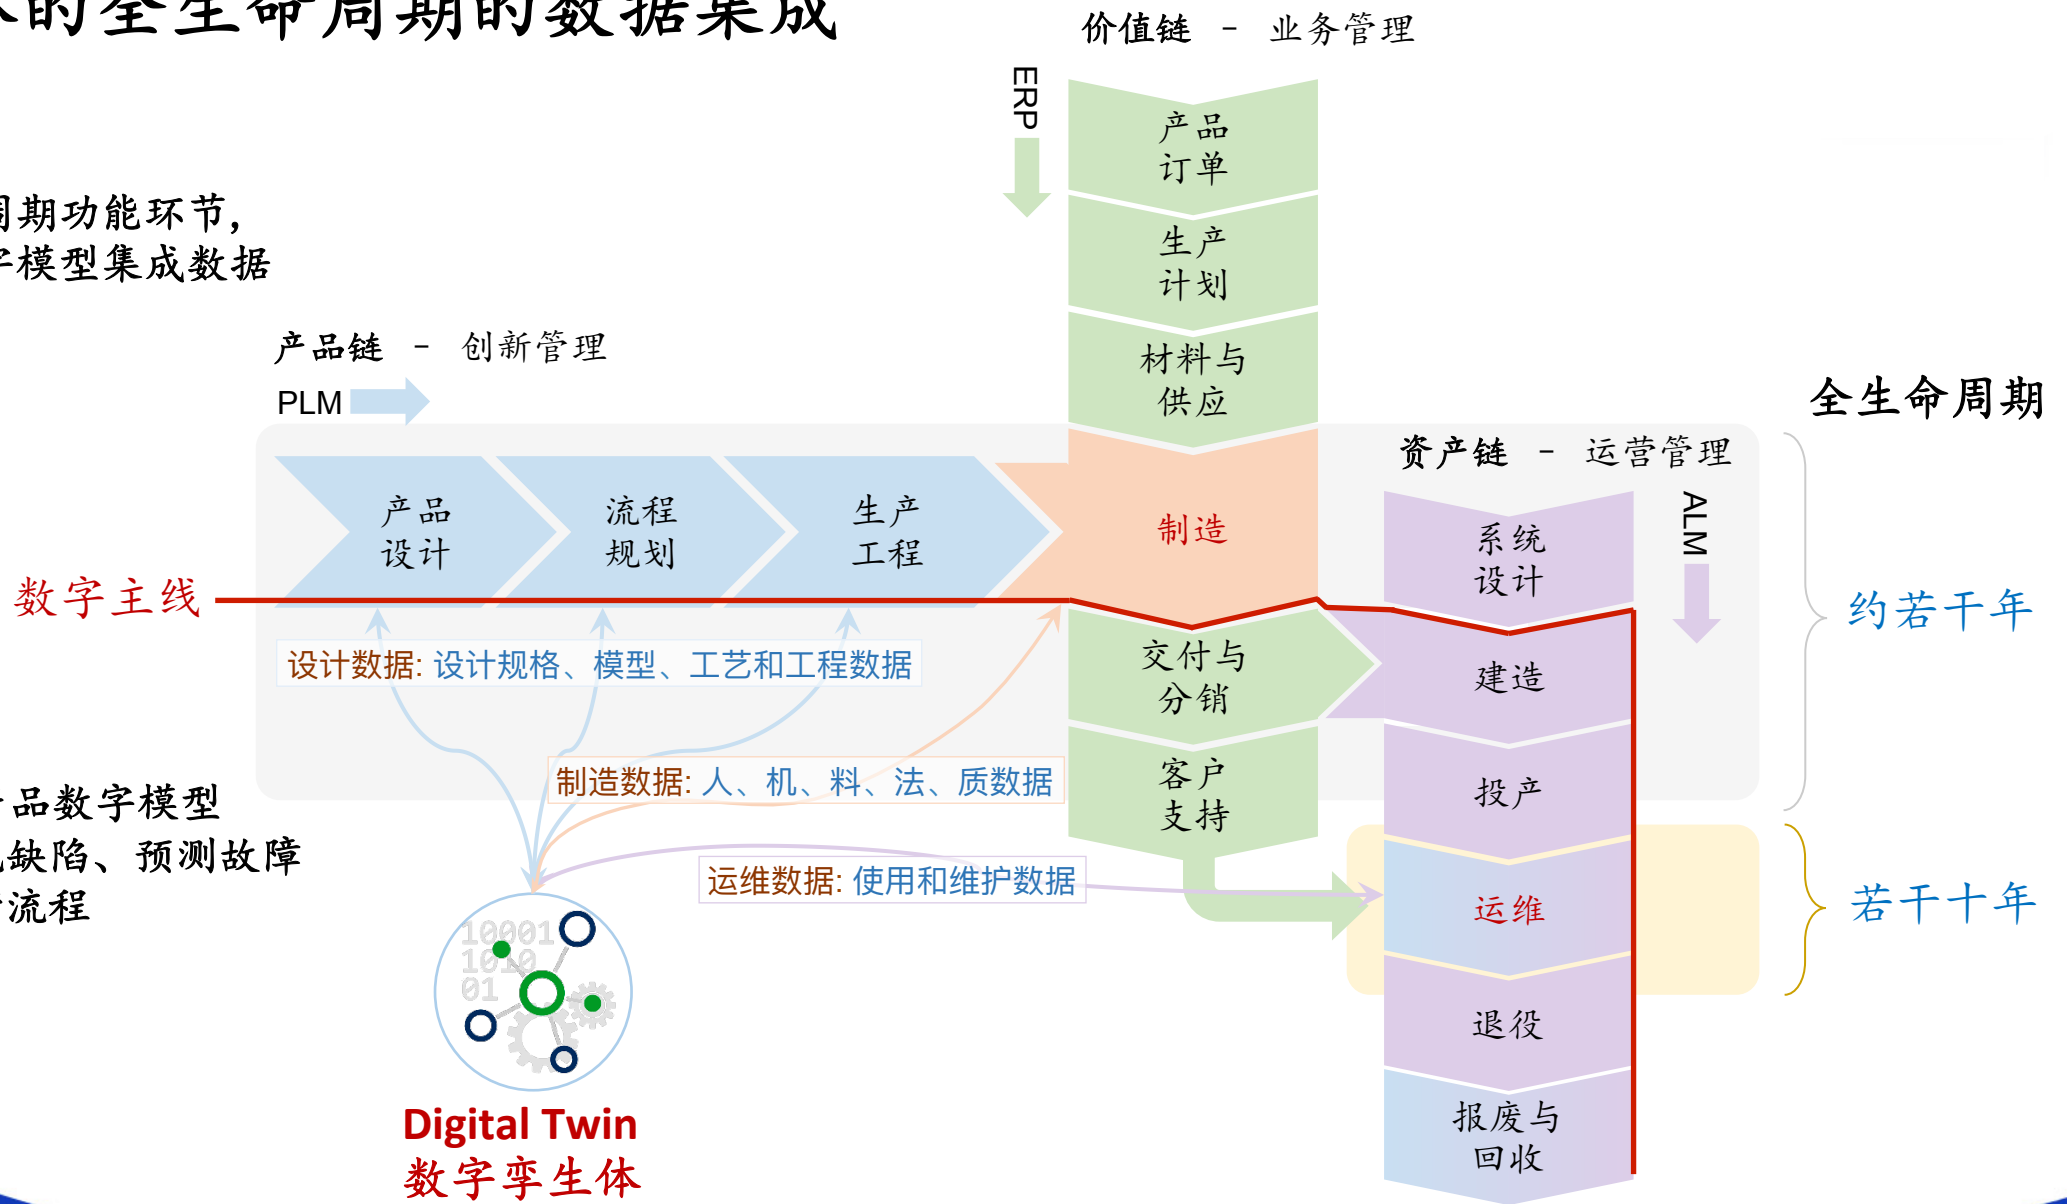 的全生命周期的数据集成
价值链 - 业务管理
ERP
产品
订单
生产
计划
材料与
供应
周期功能环节,
字模型集成数据
产品链 - 创新管理
PLM
全生命周期
资产链 - 运营管理
ALM
产品
设计
流程
规划
生产
工程
制造
系统
设计
数字主线
约若干年
设计数据: 设计规格、模型、工艺和工程数据
交付与
分销
建造
制造数据: 人、机、料、法、质数据
客户
支持
投产
品数字模型
缺陷、预测故障
流程
运维数据: 使用和维护数据
运维
若干十年
10001
1010
01
退役
报废与
回收
Digital Twin
数字孪生体